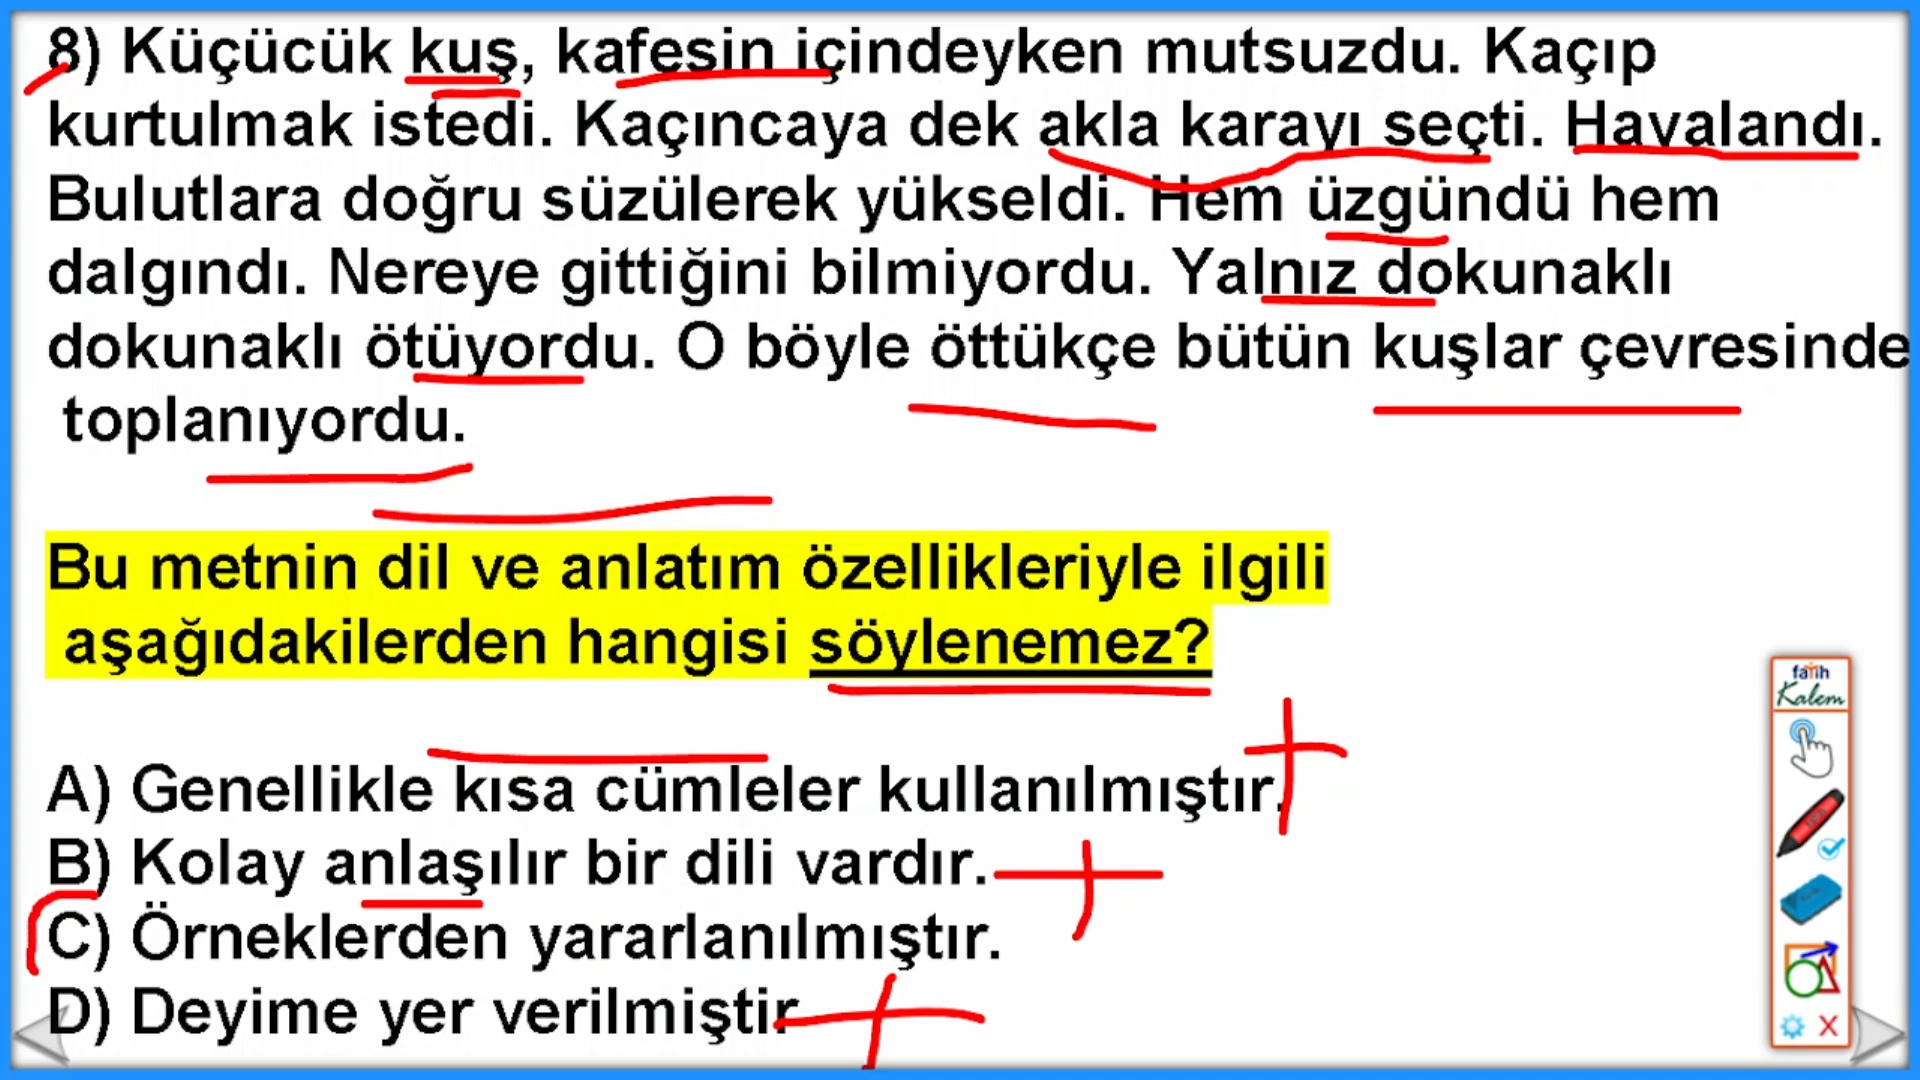 8) Küçücük kuş, kafesin içindeyken mutsuzdu. Kaçıp
kurtulmak istedi. Kaçıncaya dek akla karayı seçti. Havalandı.
Bulutlara doğru süzülerek yükseldi. Hem üzgündü hem
dalgındı. Nereye gittiğini bilmiyordu. Yalnız dokunaklı
dokunaklı ötüyordu. O böyle öttükçe bütün kuşlar çevresinde
toplanıyordu.
Bu metnin dil ve anlatım özellikleriyle ilgili
aşağıdakilerden hangisi söylenemez?
A) Genellikle kısa cümleler kullanılmıştır.
B) Kolay anlaşılır bir dili vardır.
C) Örneklerden yararlanılmıştır.
D) Deyime yer verilmiştir
fatih
Kalem